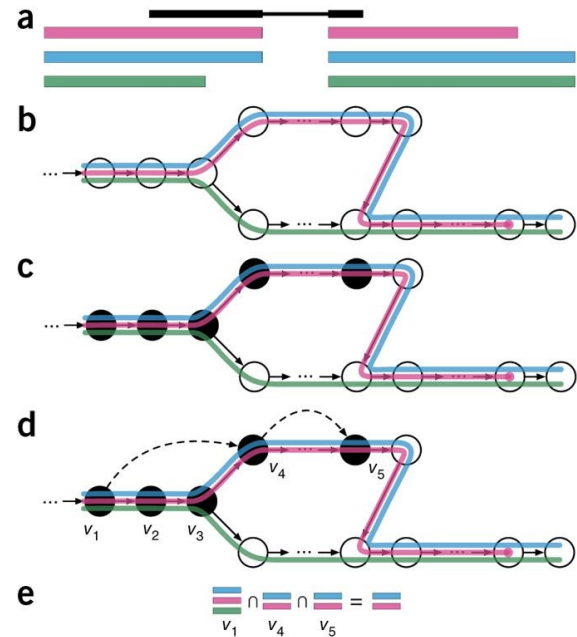 a
b
... ...
... ...
c
... ...
... ...
d
v4 v5
...
v1 v2 v3
... ...
e
∩ ∩ =
v1 v4 v5